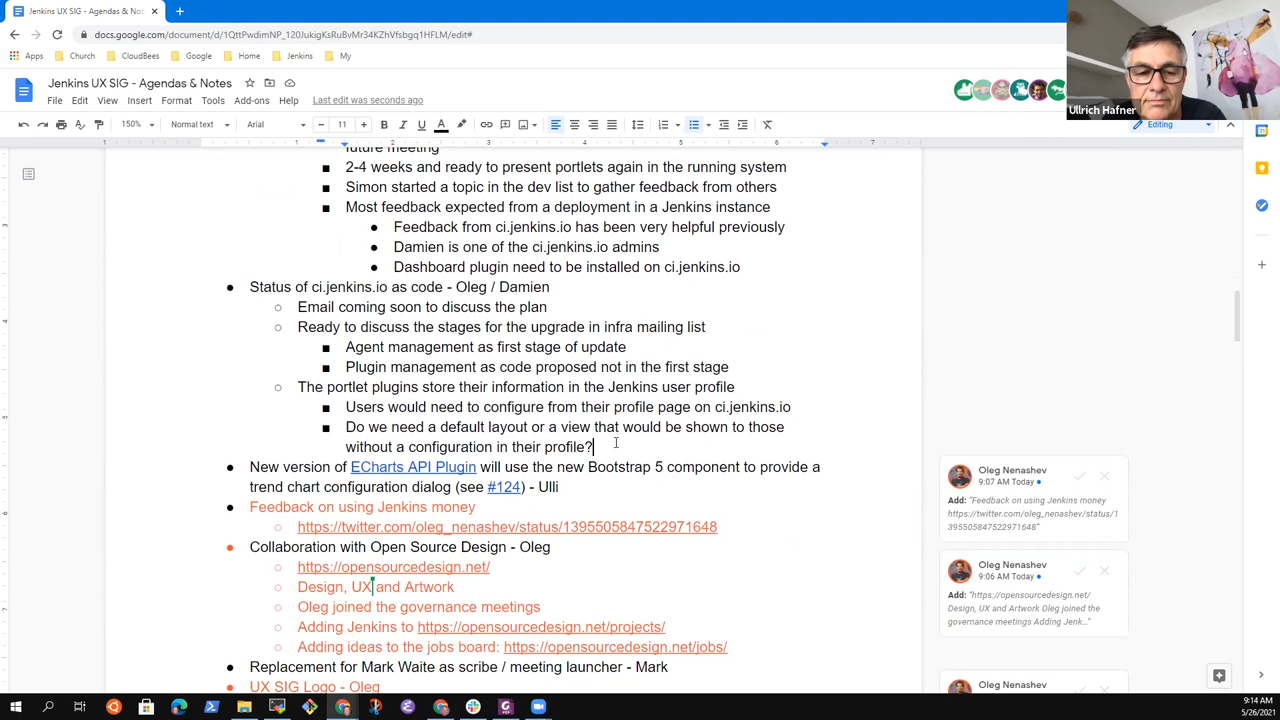 Jenkins UX SIG - Agendas & Not
docs.google.com/document/d/1QttPwdimNP_120JukigKsRuBvMr34KZhVfsbgq1HFLM/edit#
Apps Church CloudBees Google Home Jenkins My
Jenkins UX SIG - Agendas & Notes
File Edit View Insert Format Tools Add-ons Help Last edit was seconds ago
Ullrich Hafner
150% Normal text Arial 11 Editing
future meeting
■ 2-4 weeks and ready to present portlets again in the running system
■ Simon started a topic in the dev list to gather feedback from others
■ Most feedback expected from a deployment in a Jenkins instance
● Feedback from ci.jenkins.io has been very helpful previously
● Damien is one of the ci.jenkins.io admins
● Dashboard plugin need to be installed on ci.jenkins.io
● Status of ci.jenkins.io as code - Oleg / Damien
○ Email coming soon to discuss the plan
○ Ready to discuss the stages for the upgrade in infra mailing list
■ Agent management as first stage of update
■ Plugin management as code proposed not in the first stage
○ The portlet plugins store their information in the Jenkins user profile
■ Users would need to configure from their profile page on ci.jenkins.io
■ Do we need a default layout or a view that would be shown to those
without a configuration in their profile?
● New version of ECharts API Plugin will use the new Bootstrap 5 component to provide a
trend chart configuration dialog (see #124) - Ulli
● Feedback on using Jenkins money
○ https://twitter.com/oleg_nenashev/status/1395505847522971648
● Collaboration with Open Source Design - Oleg
○ https://opensourcedesign.net/
○ Design, UX and Artwork
○ Oleg joined the governance meetings
○ Adding Jenkins to https://opensourcedesign.net/projects/
○ Adding ideas to the jobs board: https://opensourcedesign.net/jobs/
● Replacement for Mark Waite as scribe / meeting launcher - Mark
● UX SIG Logo - Oleg
Oleg Nenashev
9:07 AM Today
Add: "Feedback on using Jenkins money
https://twitter.com/oleg_nenashev/status/1
395505847522971648"
Oleg Nenashev
9:06 AM Today
Add: "https://opensourcedesign.net/
Design, UX and Artwork Oleg joined the
governance meetings Adding Jenk..."
Oleg Nenashev
9:14 AM
5/26/2021